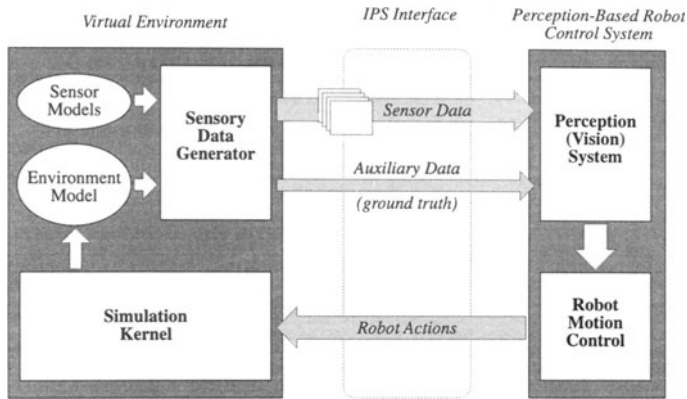 Virtual Environment
IPS Interface
Perception-Based Robot
Control System
Sensor
Models
Sensory
Data
Generator
Environment
Model
Simulation
Kernel
Sensor Data
Auxiliary Data
(ground truth)
Robot Actions
Perception
(Vision)
System
Robot
Motion
Control